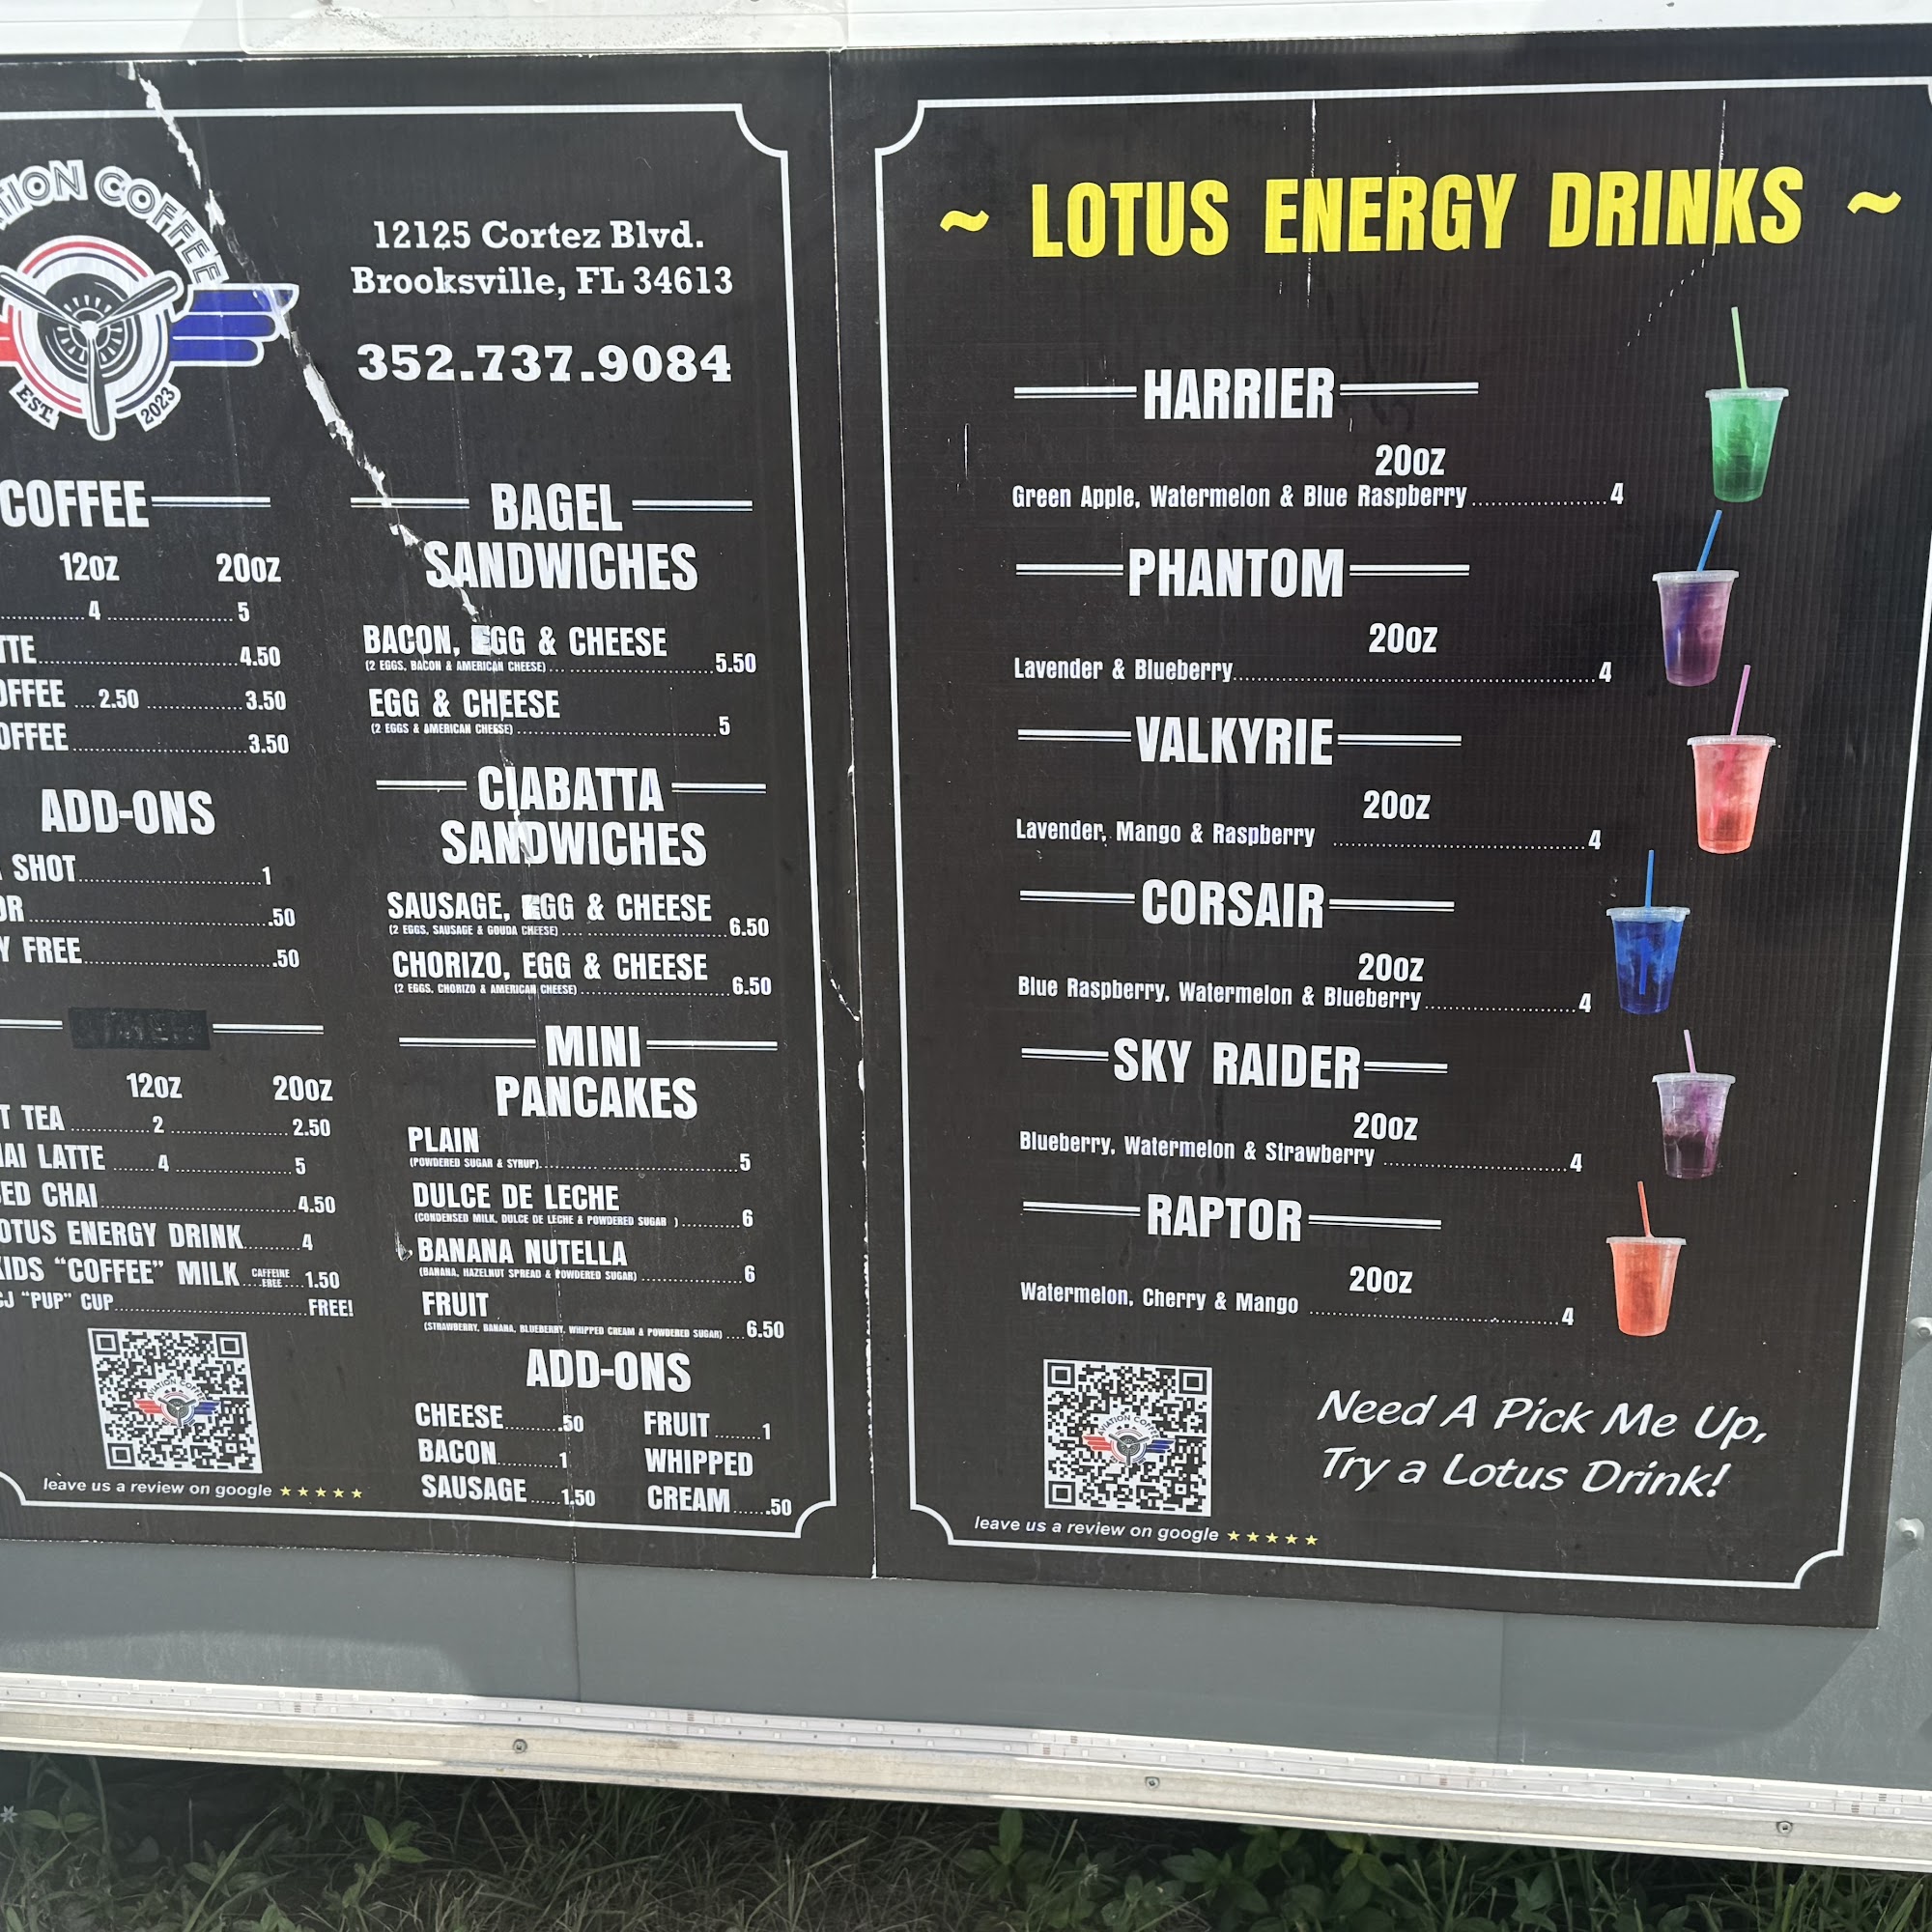 COFFEE
EST. 2023
12125 Cortez Blvd.
Brooksville, FL 34613
352.737.9084
COFFEE
12oz 20oz
4 5
4.50
2.50 3.50
3.50
ADD-ONS
SHOT 1
.50
FREE .50
12oz 20oz
TEA 2 2.50
LATTE 4 5
CHAI 4.50
ENERGY DRINK 4
KIDS “COFFEE” MILK CAFFEINE FREE 1.50
“PUP” CUP FREE!
AVIATION COFFEE
leave us a review on google
BAGEL
SANDWICHES
BACON, EGG & CHEESE
(2 EGGS, BACON & AMERICAN CHEESE) 5.50
EGG & CHEESE
(2 EGGS & AMERICAN CHEESE) 5
CIABATTA
SANDWICHES
SAUSAGE, EGG & CHEESE
(2 EGGS, SAUSAGE & GOUDA CHEESE) 6.50
CHORIZO, EGG & CHEESE
(2 EGGS, CHORIZO & AMERICAN CHEESE) 6.50
MINI
PANCAKES
PLAIN
(POWDERED SUGAR & SYRUP) 5
DULCE DE LECHE
(CONDENSED MILK, DULCE DE LECHE & POWDERED SUGAR ) 6
BANANA NUTELLA
(BANANA, HAZELNUT SPREAD & POWDERED SUGAR) 6
FRUIT
(STRAWBERRY, BANANA, BLUEBERRY, WHIPPED CREAM & POWDERED SUGAR) 6.50
ADD-ONS
CHEESE .50
BACON 1
SAUSAGE 1.50
FRUIT 1
WHIPPED
CREAM .50
~ LOTUS ENERGY DRINKS ~
HARRIER
20oz
Green Apple, Watermelon & Blue Raspberry 4
PHANTOM
20oz
Lavender & Blueberry 4
VALKYRIE
20oz
Lavender, Mango & Raspberry 4
CORSAIR
20oz
Blue Raspberry, Watermelon & Blueberry 4
SKY RAIDER
20oz
Blueberry, Watermelon & Strawberry 4
RAPTOR
20oz
Watermelon, Cherry & Mango 4
AVIATION COFFEE
leave us a review on google
Need A Pick Me Up,
Try a Lotus Drink!